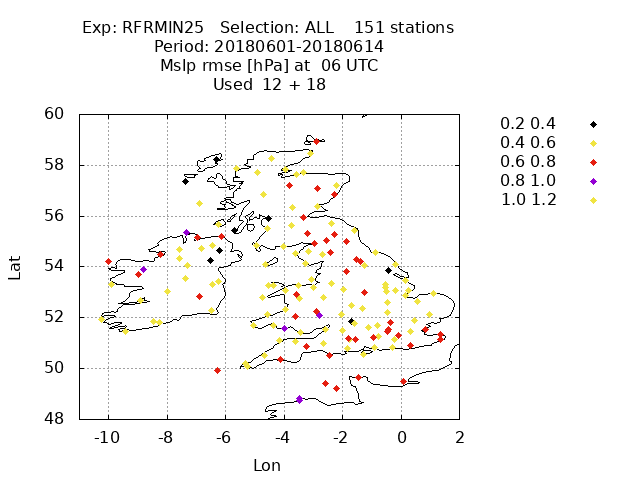 Exp: RFRMIN25 Selection: ALL 151 stations
Period: 20180601-20180614
Mslp rmse [hPa] at 06 UTC
Used 12 + 18
0.2 0.4
0.4 0.6
0.6 0.8
0.8 1.0
1.0 1.2
60
58
56
54
52
50
48
Lat
-10 -8 -6 -4 -2 0 2
Lon